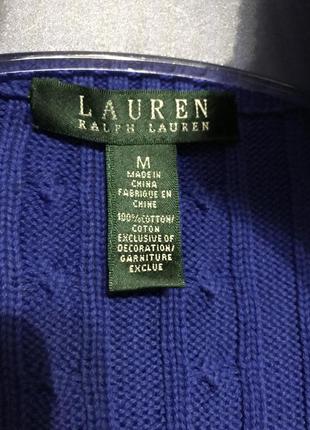 LAUREN
RALPH LAUREN
M
MADE IN
CHINA
FABRIQUE EN
CHINE
100%COTTON/
COTON
EXCLUSIVE OF
DECORATION/
GARNITURE
EXCLUE